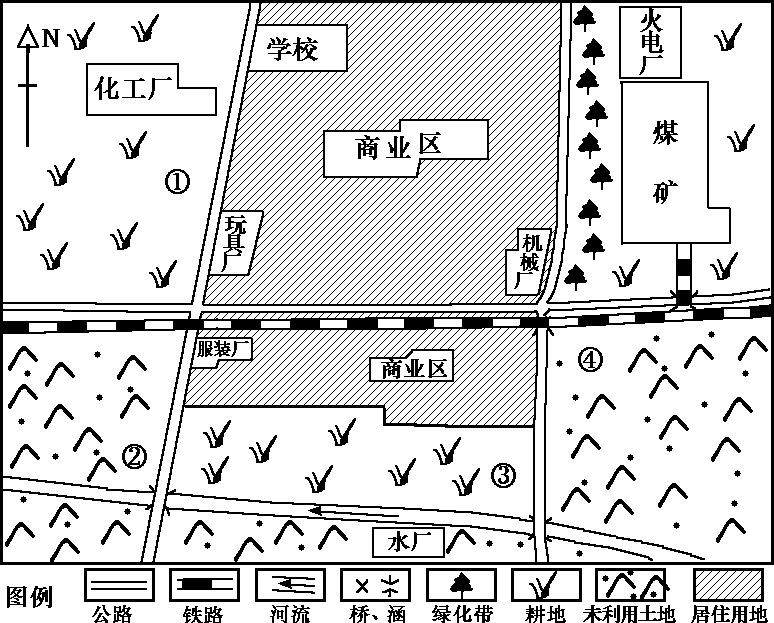 N
学校
火电厂
化工厂
商业区
煤矿
①
玩具厂
机械厂
服装厂
商业区
④
②
③
水厂
图例
公路
铁路
河流
桥、涵
绿化带
耕地
未利用土地
居住用地